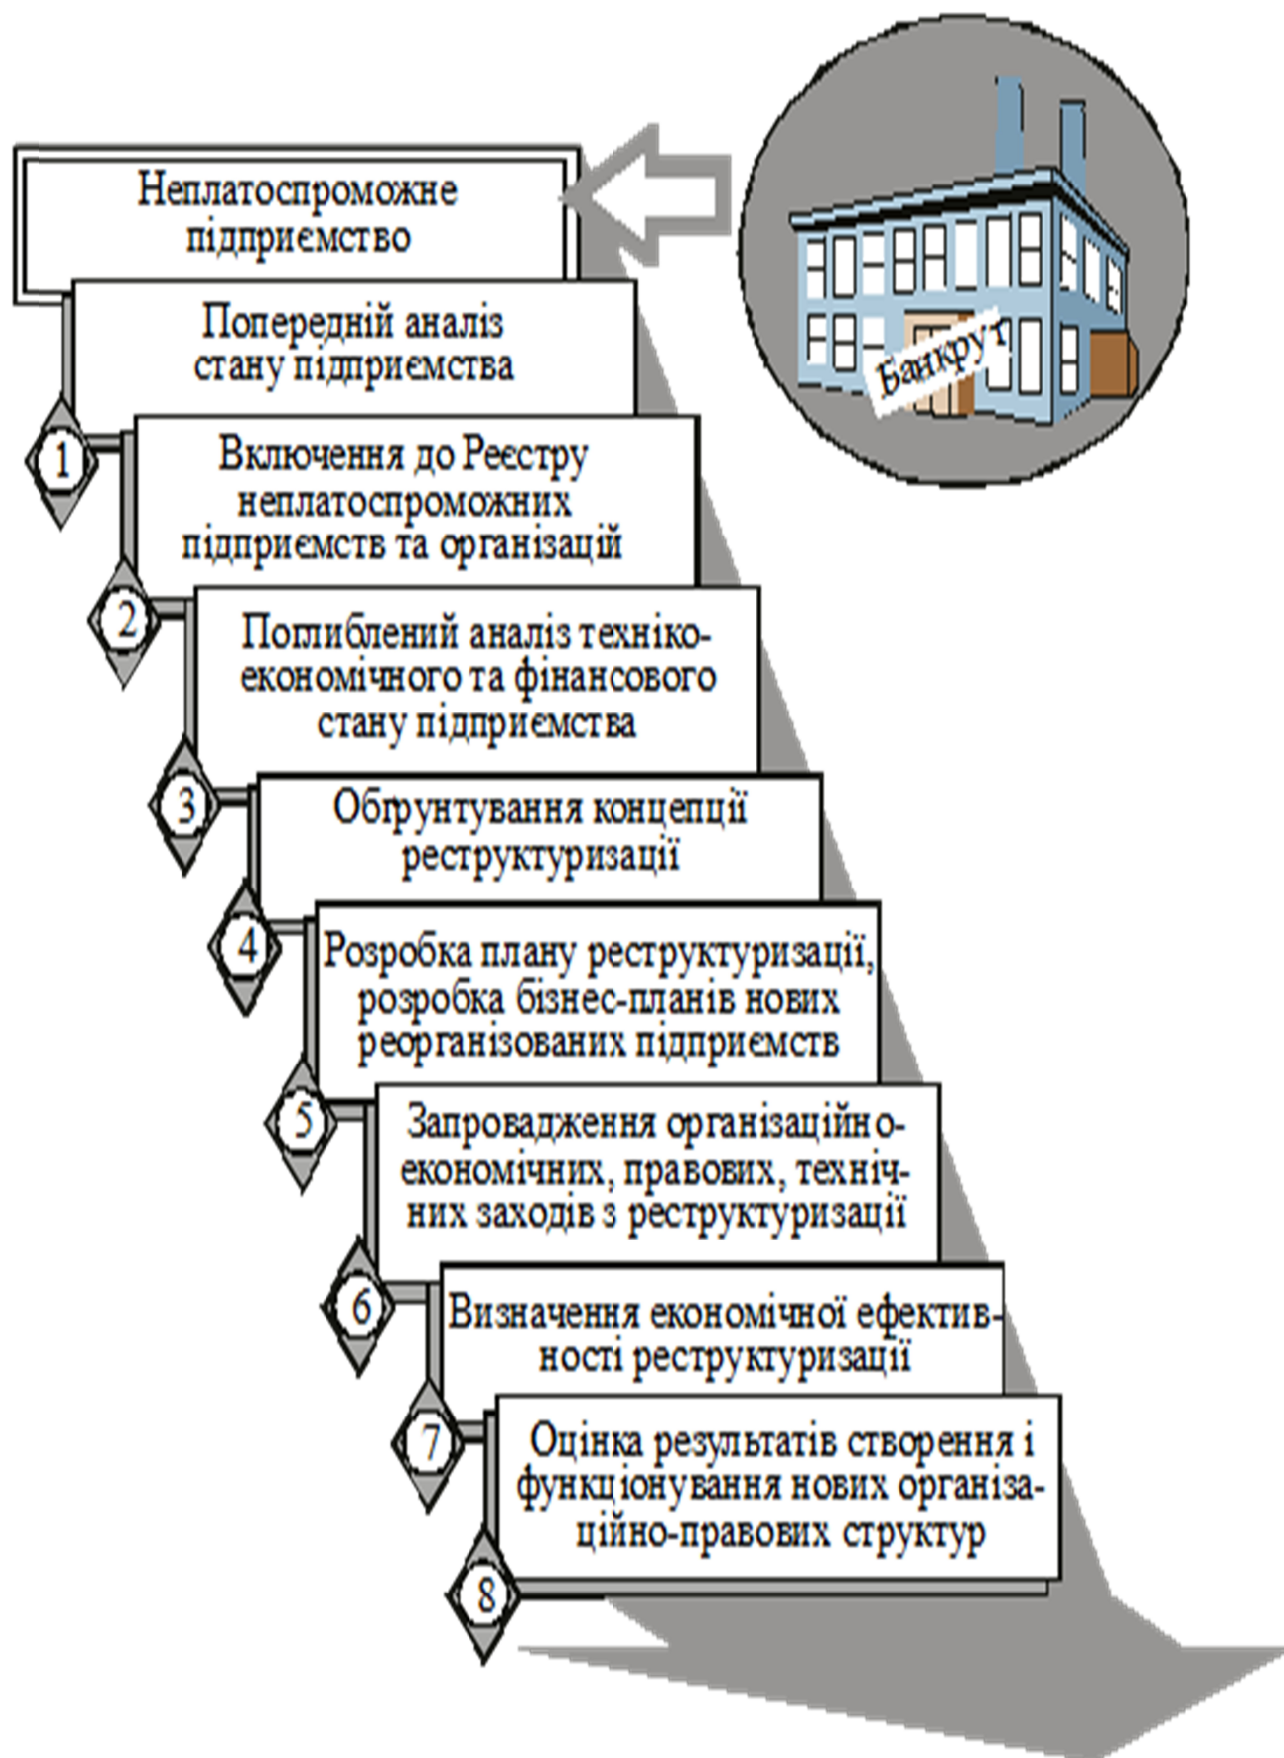 Неплатоспроможне
підприємство
Попередній аналіз
стану підприємства
Банкрут
1
Включення до Реєстру
неплатоспроможних
підприємств та організацій
2
Поглиблений аналіз техніко-
економічного та фінансового
стану підприємства
3
Обґрунтування концепції
реструктуризації
4
Розробка плану реструктуризації,
розробка бізнес-планів нових
реорганізованих підприємств
5
Запровадження організаційно-
економічних, правових, техніч-
них заходів з реструктуризації
6
Визначення економічної ефектив-
ності реструктуризації
7
Оцінка результатів створення і
функціонування нових організа-
ційно-правових структур
8